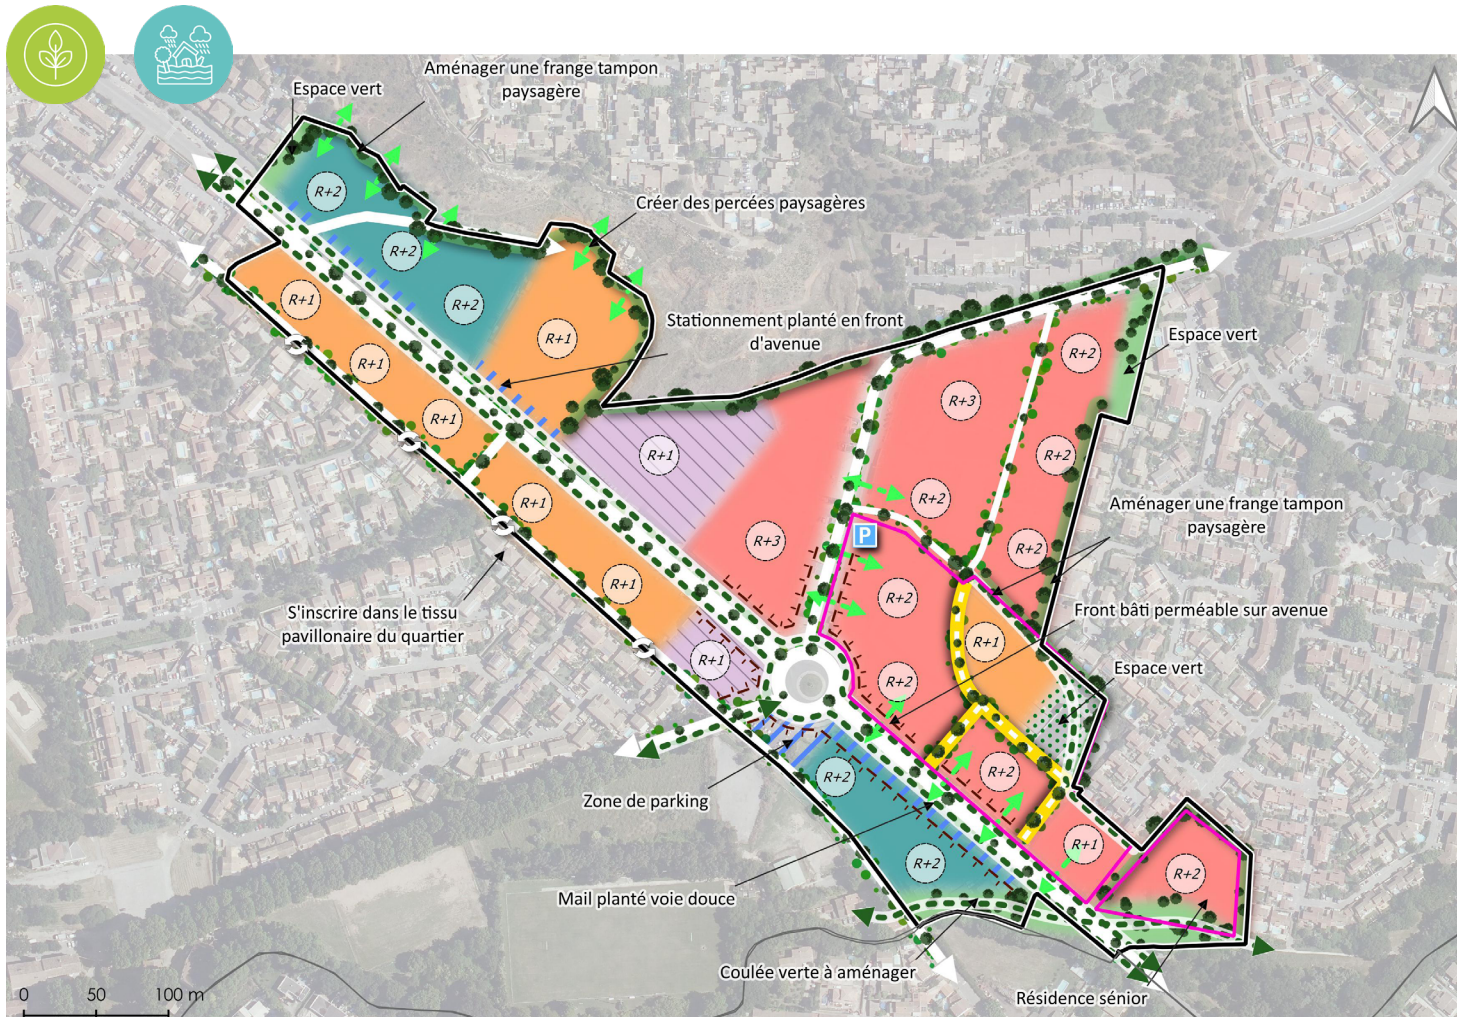 Aménager une frange tampon
paysagère
Espace vert
R+2
Créer des percées paysagères
R+2
R+1
R+2
Stationnement planté en front
d'avenue
R+1
Espace vert
R+1
R+2
R+3
R+1
R+1
R+2
R+2
R+1
Aménager une frange tampon
paysagère
R+3
P
R+2
R+1
R+2
S'inscrire dans le tissu
pavillonaire du quartier
Front bâti perméable sur avenue
R+1
R+1
Espace vert
R+2
R+2
R+2
Zone de parking
R+1
R+2
R+2
Mail planté voie douce
Coulée verte à aménager
Résidence sénior
0 50 100 m